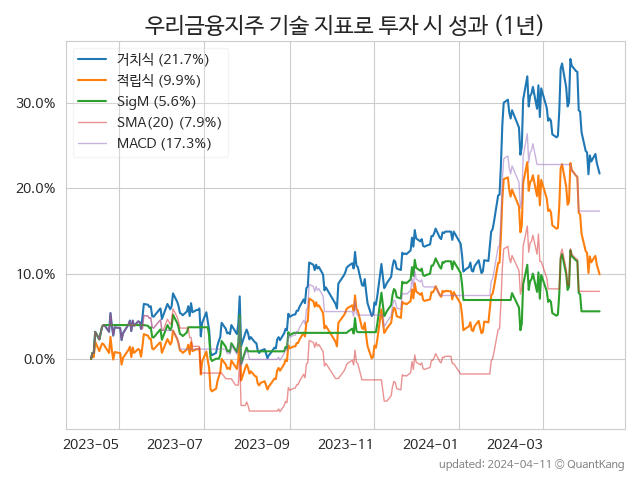 우리금융지주 기술 지표로 투자 시 성과 (1년)
거치식 (21.7%)
적립식 (9.9%)
SigM (5.6%)
SMA(20) (7.9%)
MACD (17.3%)
30.0%
20.0%
10.0%
0.0%
2023-05 2023-07 2023-09 2023-11 2024-01 2024-03
updated: 2024-04-11 © QuantKang